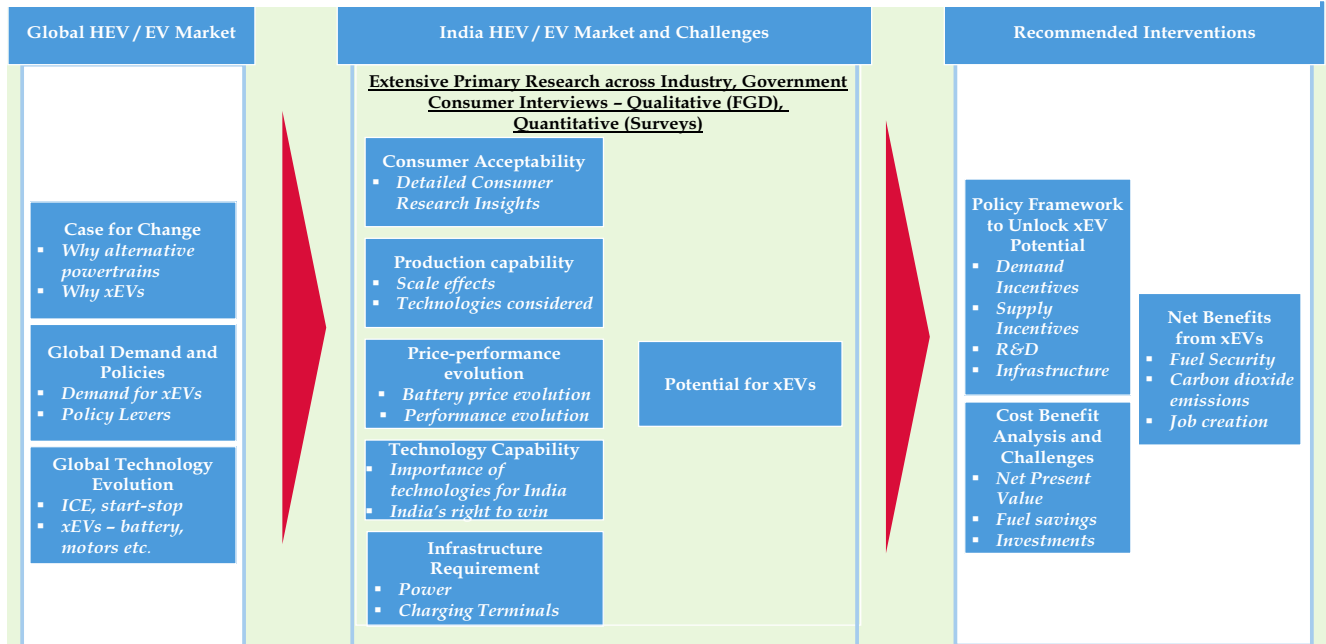 Global HEV / EV Market
Case for Change
▪ Why alternative
powertrains
▪ Why xEVs
Global Demand and
Policies
▪ Demand for xEVs
▪ Policy Levers
Global Technology
Evolution
▪ ICE, start-stop
▪ xEVs – battery,
motors etc.
India HEV / EV Market and Challenges
Extensive Primary Research across Industry, Government
Consumer Interviews – Qualitative (FGD),
Quantitative (Surveys)
Consumer Acceptability
▪ Detailed Consumer
Research Insights
Production capability
▪ Scale effects
▪ Technologies considered
Price-performance
evolution
▪ Battery price evolution
▪ Performance evolution
Technology Capability
▪ Importance of
technologies for India
▪ India’s right to win
Infrastructure
Requirement
▪ Power
▪ Charging Terminals
Potential for xEVs
Recommended Interventions
Policy Framework
to Unlock xEV
Potential
▪ Demand
Incentives
▪ Supply
Incentives
▪ R&D
▪ Infrastructure
Cost Benefit
Analysis and
Challenges
▪ Net Present
Value
▪ Fuel savings
▪ Investments
Net Benefits
from xEVs
▪ Fuel Security
▪ Carbon dioxide
emissions
▪ Job creation